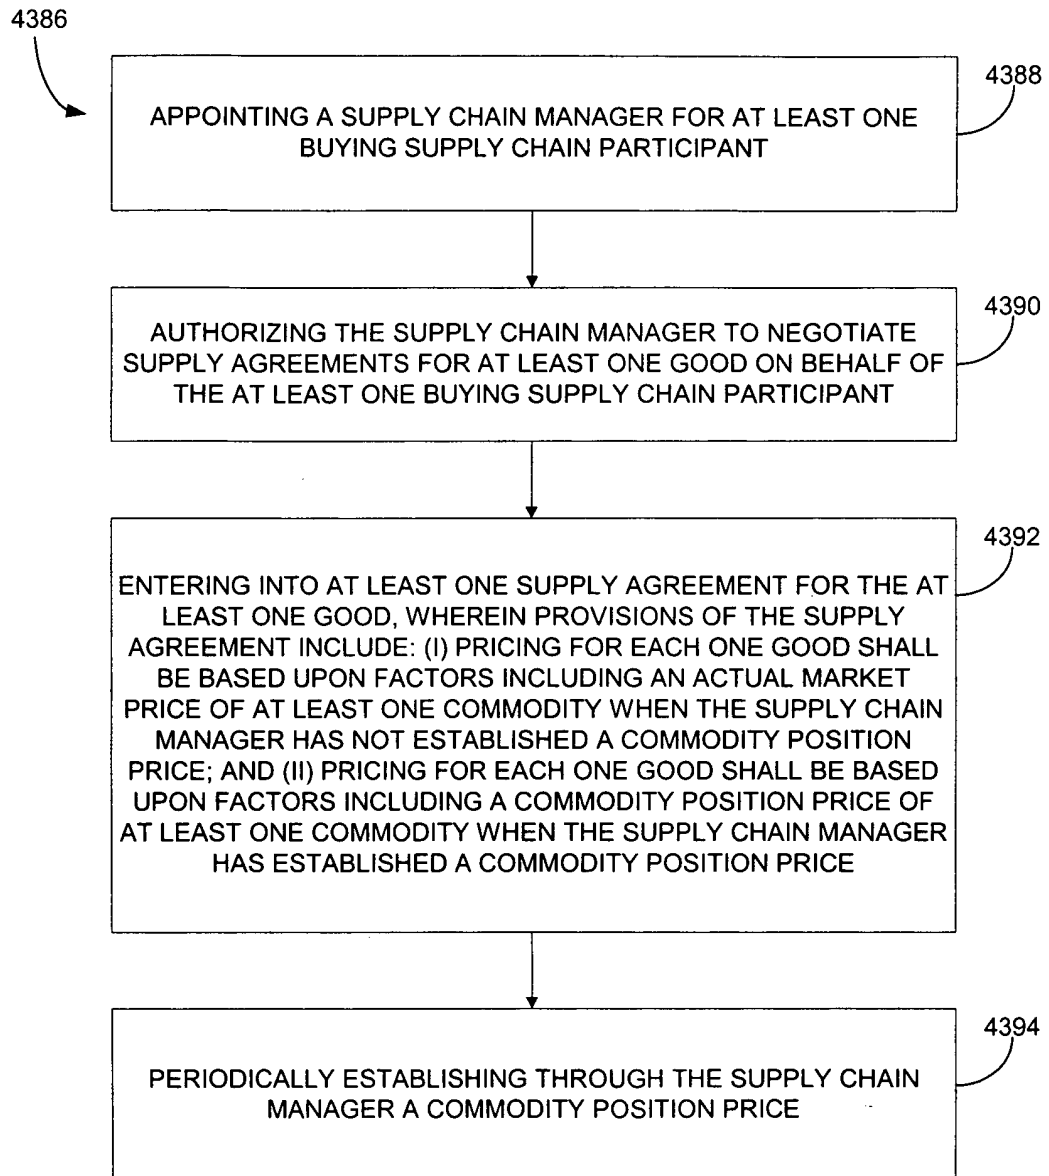 4386
4388
APPOINTING A SUPPLY CHAIN MANAGER FOR AT LEAST ONE
BUYING SUPPLY CHAIN PARTICIPANT
4390
AUTHORIZING THE SUPPLY CHAIN MANAGER TO NEGOTIATE
SUPPLY AGREEMENTS FOR AT LEAST ONE GOOD ON BEHALF OF
THE AT LEAST ONE BUYING SUPPLY CHAIN PARTICIPANT
4392
ENTERING INTO AT LEAST ONE SUPPLY AGREEMENT FOR THE AT
LEAST ONE GOOD, WHEREIN PROVISIONS OF THE SUPPLY
AGREEMENT INCLUDE: (I) PRICING FOR EACH ONE GOOD SHALL
BE BASED UPON FACTORS INCLUDING AN ACTUAL MARKET
PRICE OF AT LEAST ONE COMMODITY WHEN THE SUPPLY CHAIN
MANAGER HAS NOT ESTABLISHED A COMMODITY POSITION
PRICE; AND (II) PRICING FOR EACH ONE GOOD SHALL BE BASED
UPON FACTORS INCLUDING A COMMODITY POSITION PRICE OF
AT LEAST ONE COMMODITY WHEN THE SUPPLY CHAIN MANAGER
HAS ESTABLISHED A COMMODITY POSITION PRICE
4394
PERIODICALLY ESTABLISHING THROUGH THE SUPPLY CHAIN
MANAGER A COMMODITY POSITION PRICE